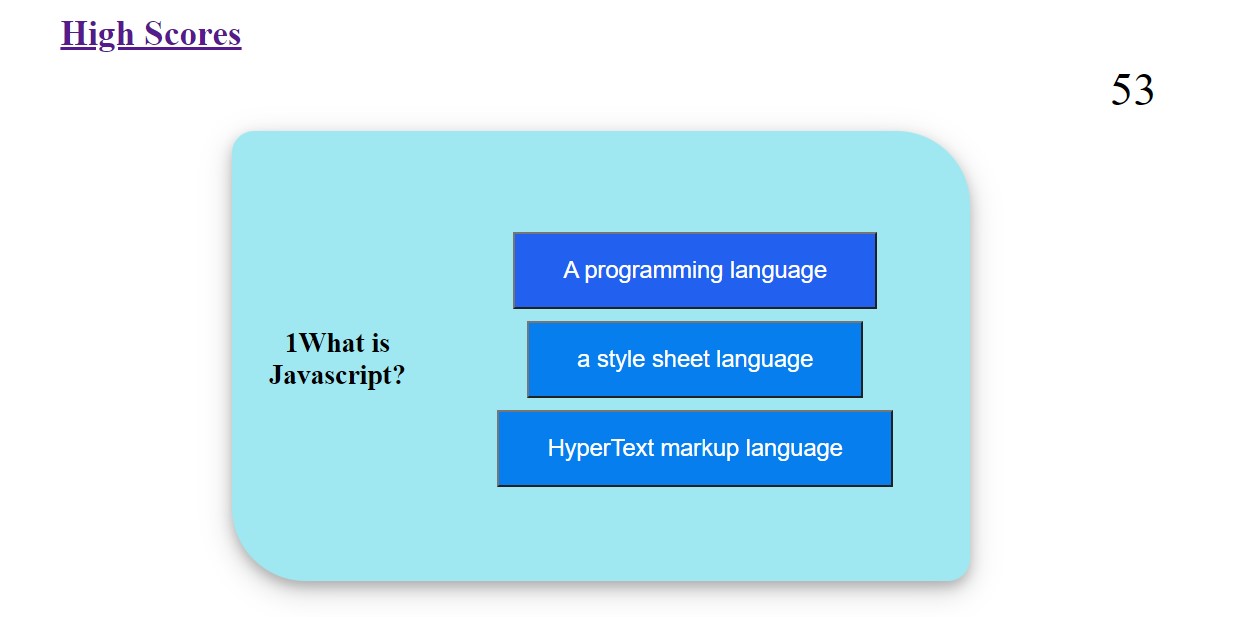 High Scores
53
1What is
Javascript?
A programming language
a style sheet language
HyperText markup language